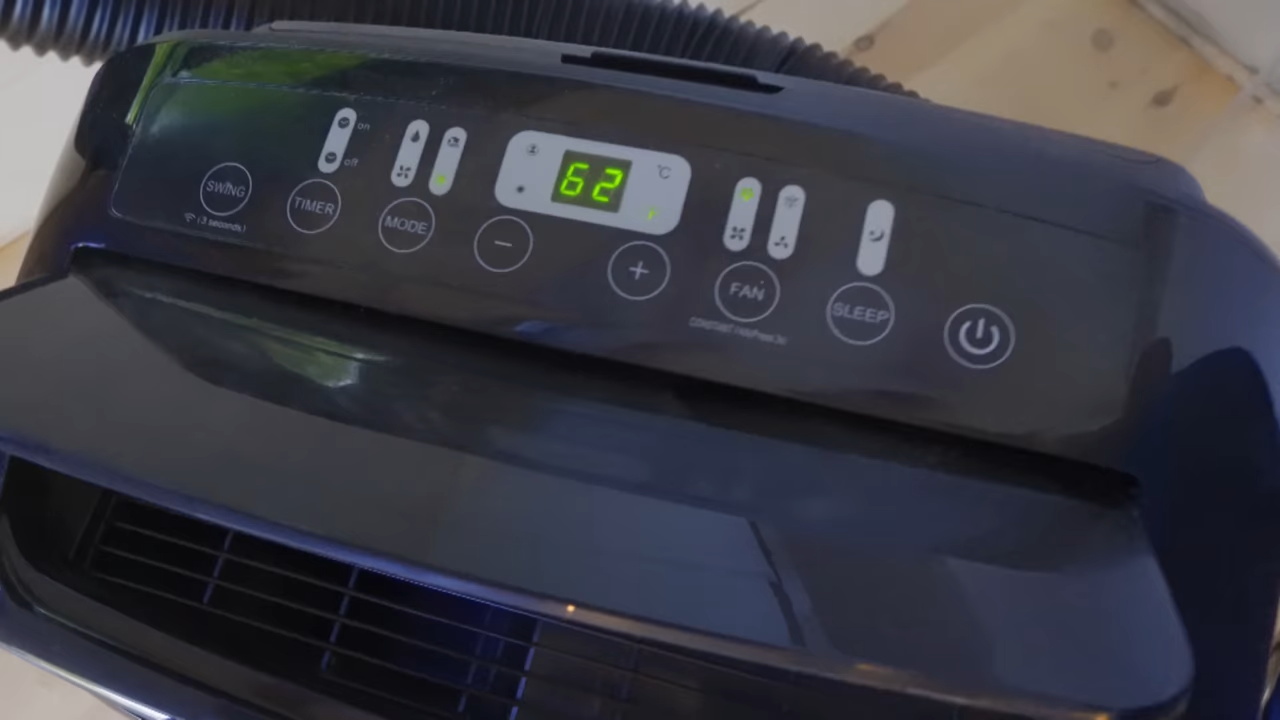 on
off
SWING
( 3 seconds )
TIMER
MODE
−
62
°C
F
+
FAN
SLEEP